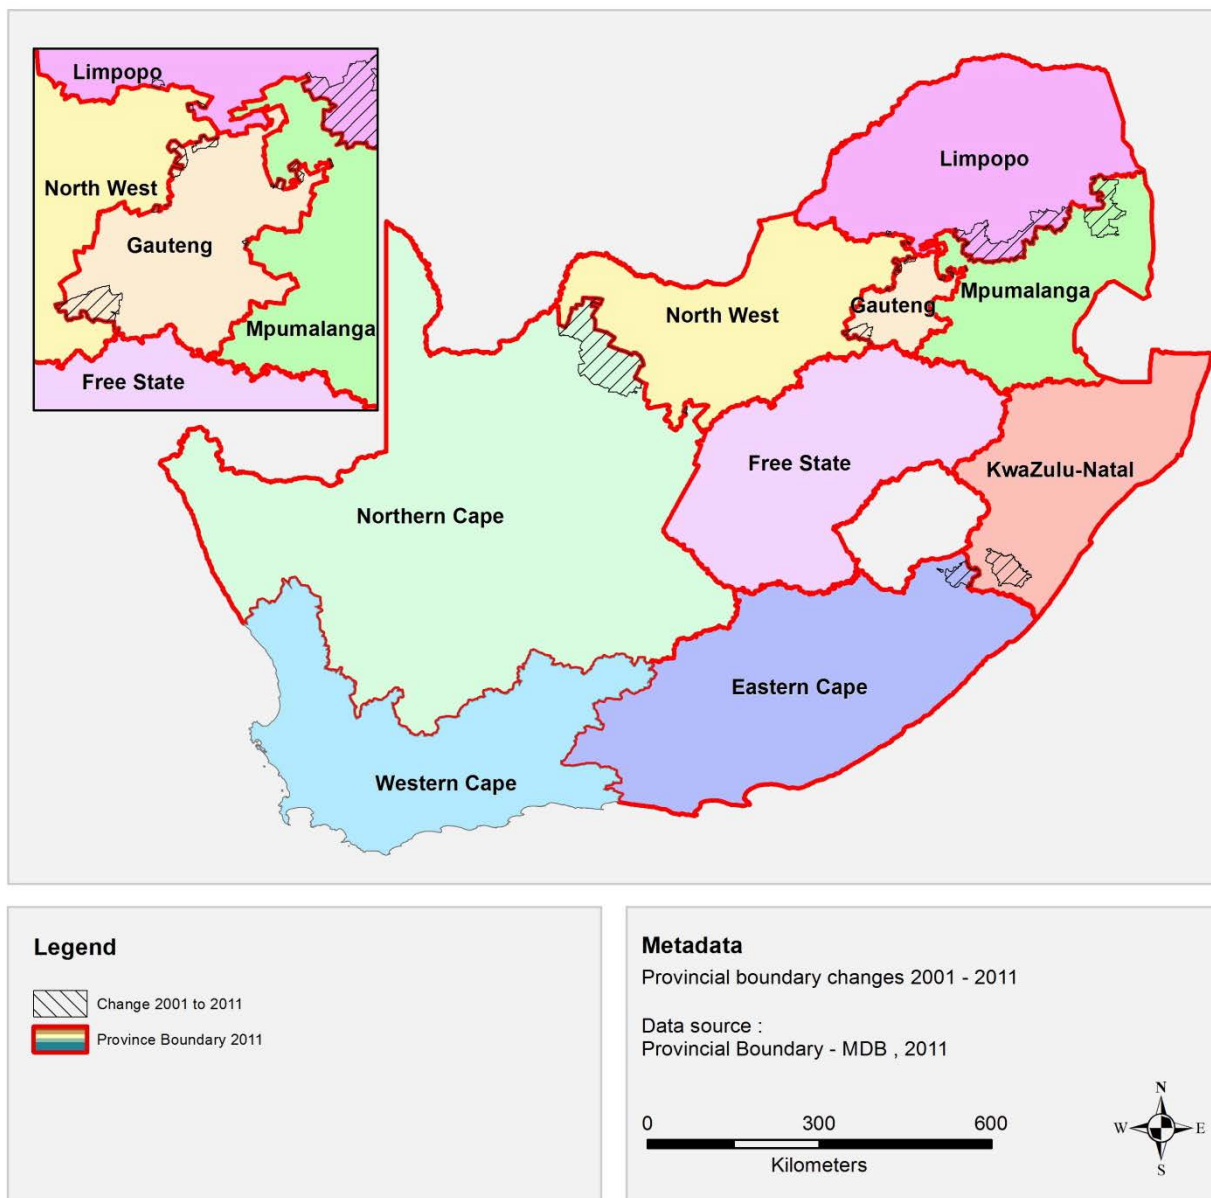 Limpopo
North West
Gauteng
Mpumalanga
Free State
Limpopo
North West
Gauteng
Mpumalanga
Free State
KwaZulu-Natal
Northern Cape
Eastern Cape
Western Cape
Legend
Change 2001 to 2011
Province Boundary 2011
Metadata
Provincial boundary changes 2001 - 2011
Data source :
Provincial Boundary - MDB , 2011
0 300 600
Kilometers
N
W E
S